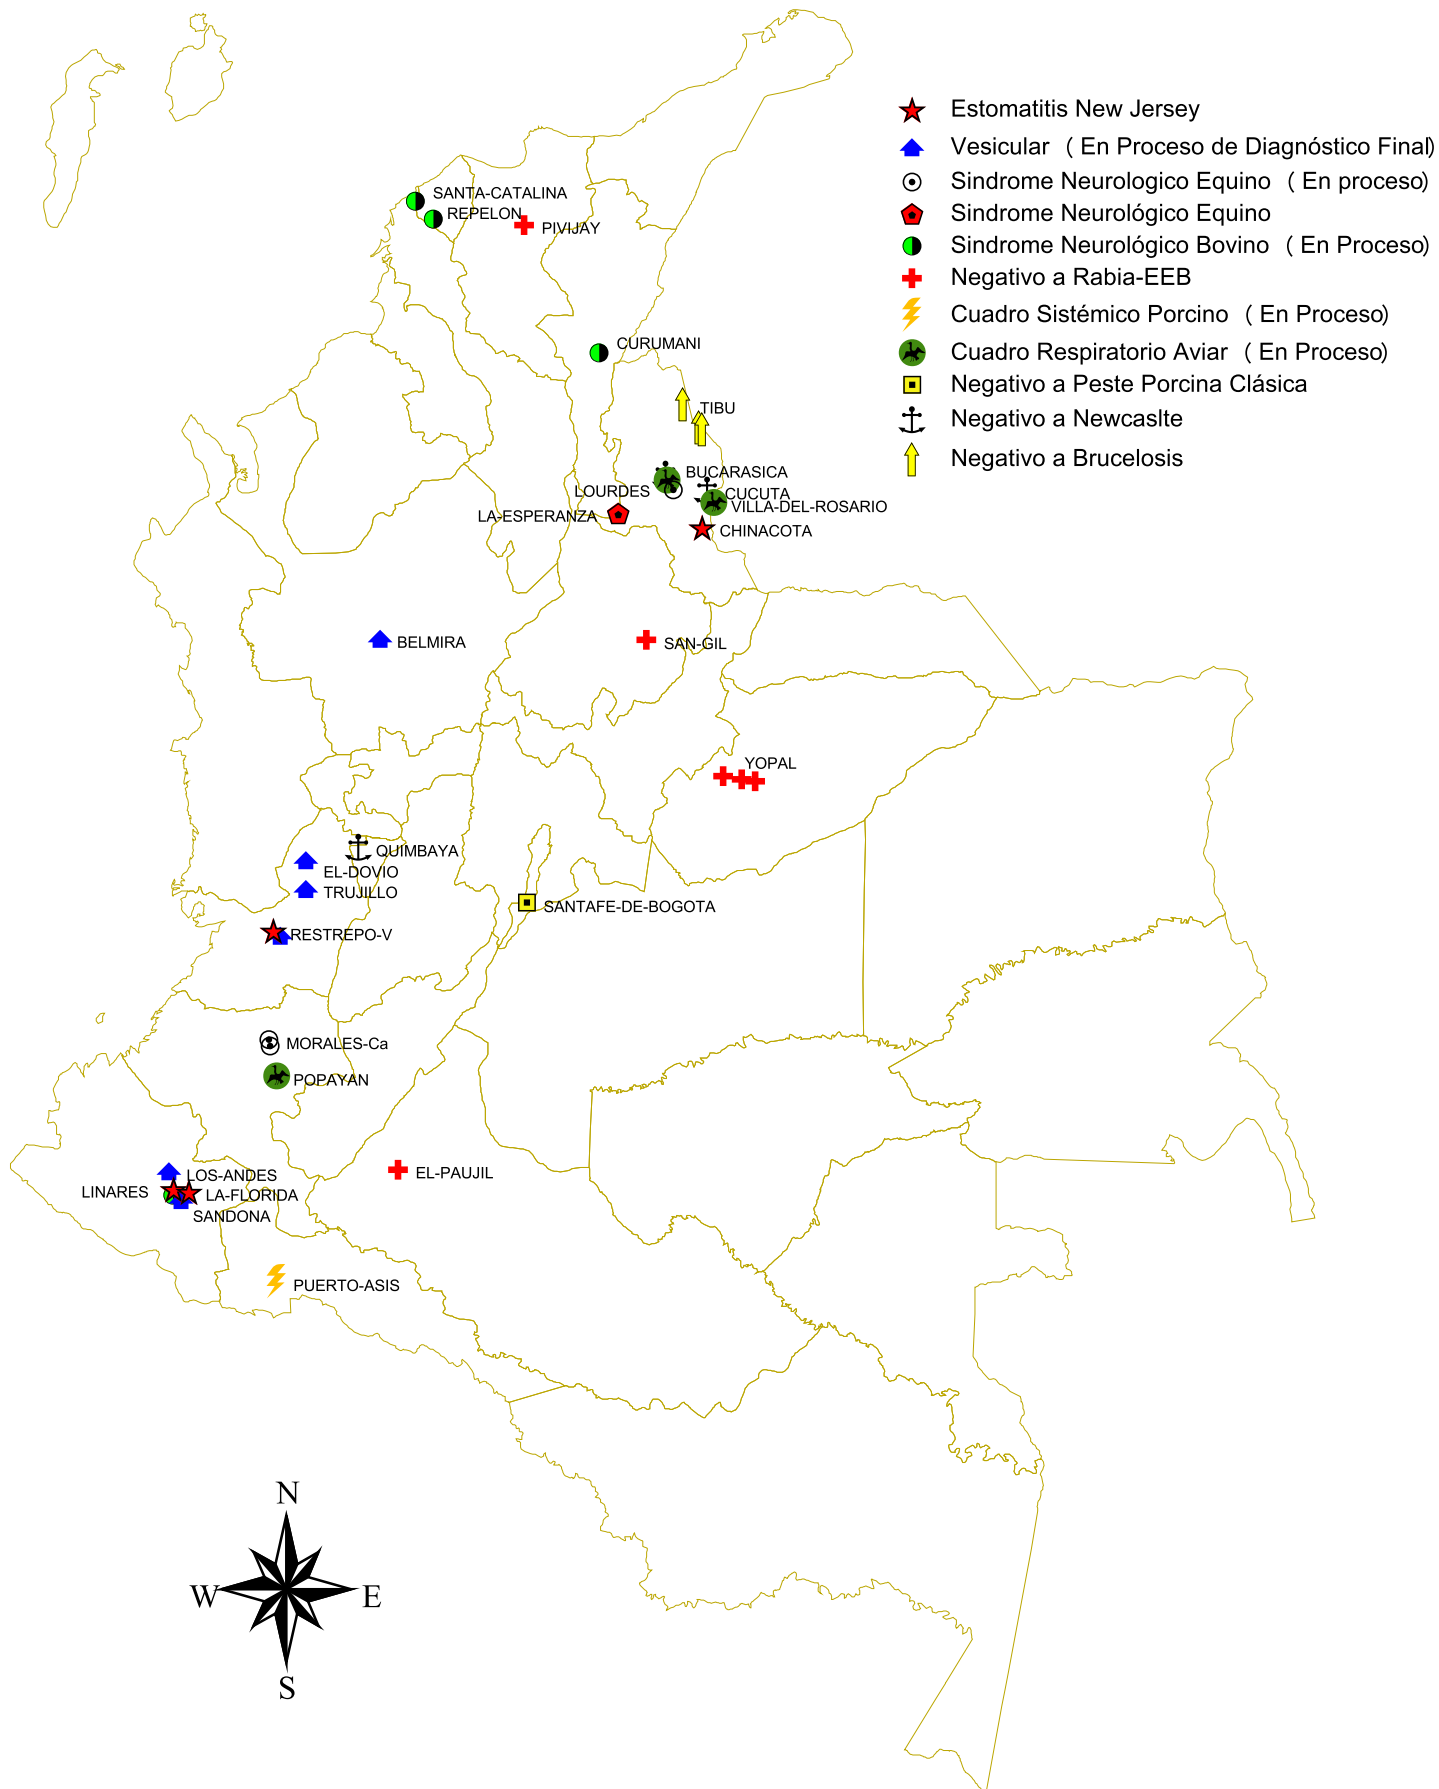 Estomatitis New Jersey
Vesicular ( En Proceso de Diagnóstico Final)
Sindrome Neurologico Equino ( En proceso)
Sindrome Neurológico Equino
Sindrome Neurológico Bovino ( En Proceso)
Negativo a Rabia-EEB
Cuadro Sistémico Porcino ( En Proceso)
Cuadro Respiratorio Aviar ( En Proceso)
Negativo a Peste Porcina Clásica
Negativo a Newcaslte
Negativo a Brucelosis
SANTA-CATALINA
REPELON
PIVIJAY
CURUMANI
TIBU
BUCARASICA
LOURDES
CUCUTA
VILLA-DEL-ROSARIO
LA-ESPERANZA
CHINACOTA
BELMIRA
SAN-GIL
YOPAL
QUIMBAYA
EL-DOVIO
TRUJILLO
SANTAFE-DE-BOGOTA
RESTREPO-V
MORALES-Ca
POPAYAN
EL-PAUJIL
LOS-ANDES
LINARES
LA-FLORIDA
SANDONA
PUERTO-ASIS
N
W
E
S